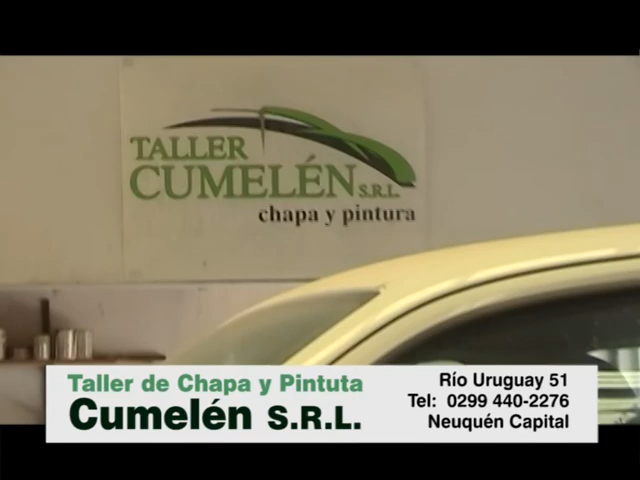 TALLER
CUMELÉN S.R.L.
chapa y pintura
Taller de Chapa y Pintuta
Cumelén S.R.L.
Río Uruguay 51
Tel: 0299 440-2276
Neuquén Capital